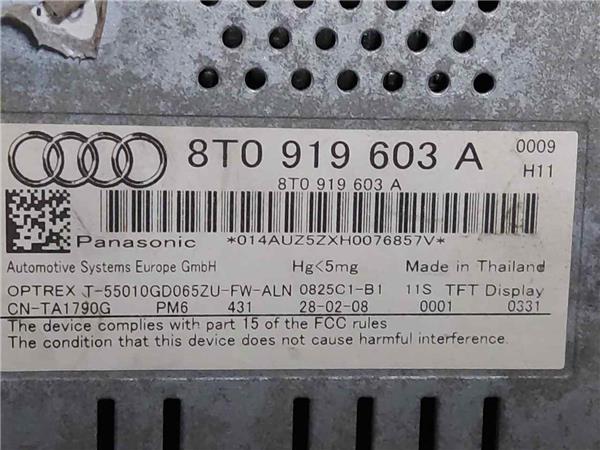 8T0 919 603 A 0009
H11
8T0 919 603 A
Panasonic *014AUZ5ZXH0076857V*
Automotive Systems Europe GmbH Hg<5mg Made in Thailand
OPTREX T-55010GD065ZU-FW-ALN 0825C1-B1 11S TFT Display
CN-TA1790G PM6 431 28-02-08 0001 0331
The device complies with part 15 of the FCC rules
The condition that this device does not cause harmful interference.